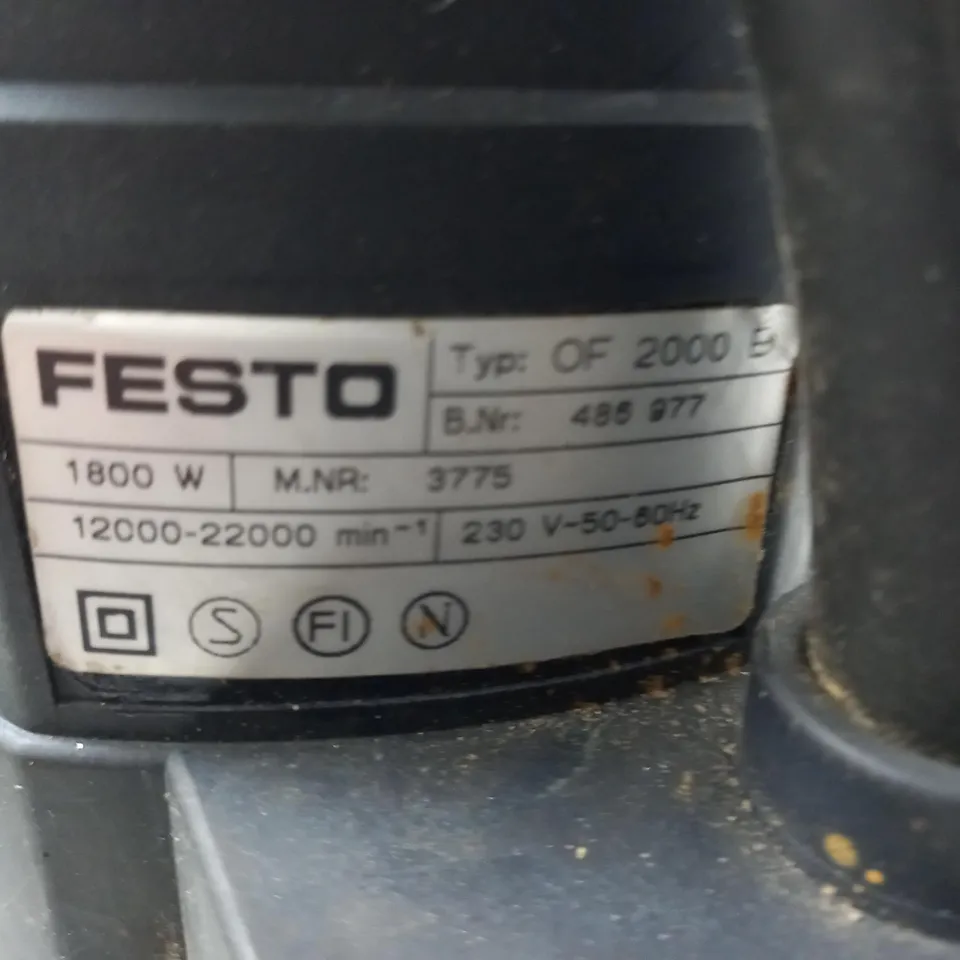 FESTO
Typ: OF 2000 E
B.Nr: 486 977
1800 W
M.NR: 3775
12000-22000 min⁻¹
230 V-50-60Hz
S
FI
N